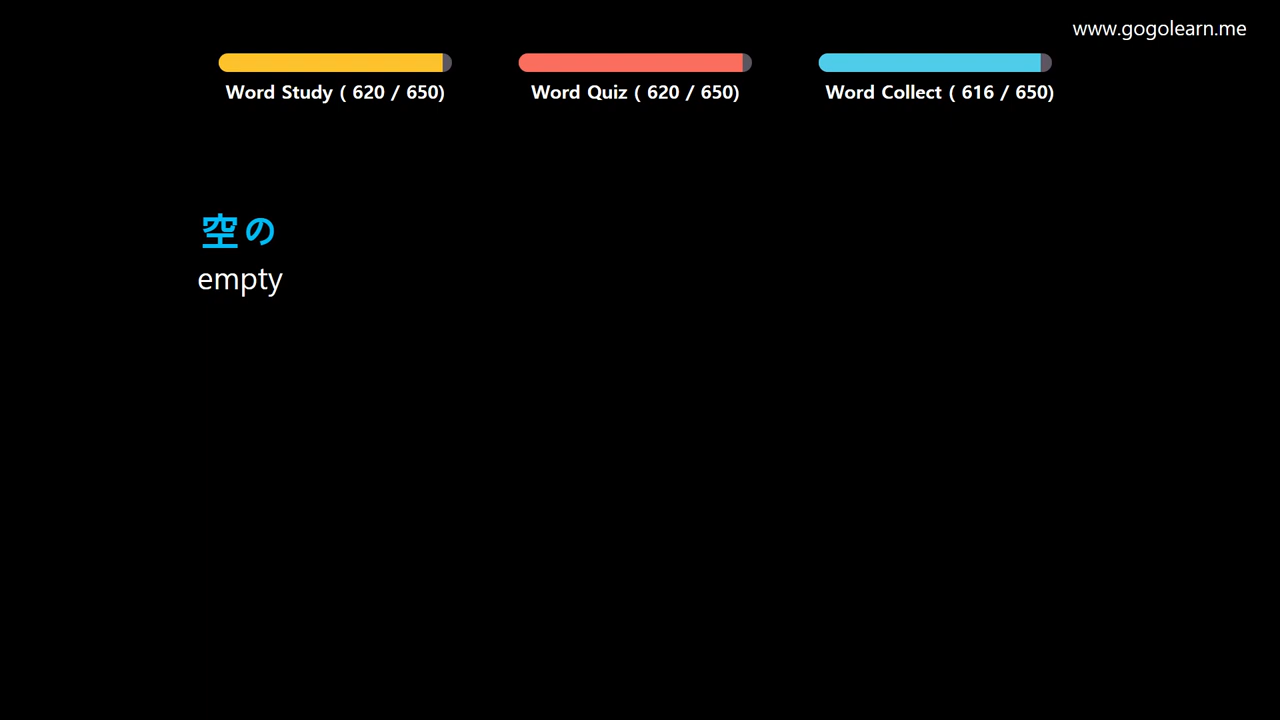 www.gogolearn.me
Word Study ( 620 / 650)
Word Quiz ( 620 / 650)
Word Collect ( 616 / 650)
空の
empty